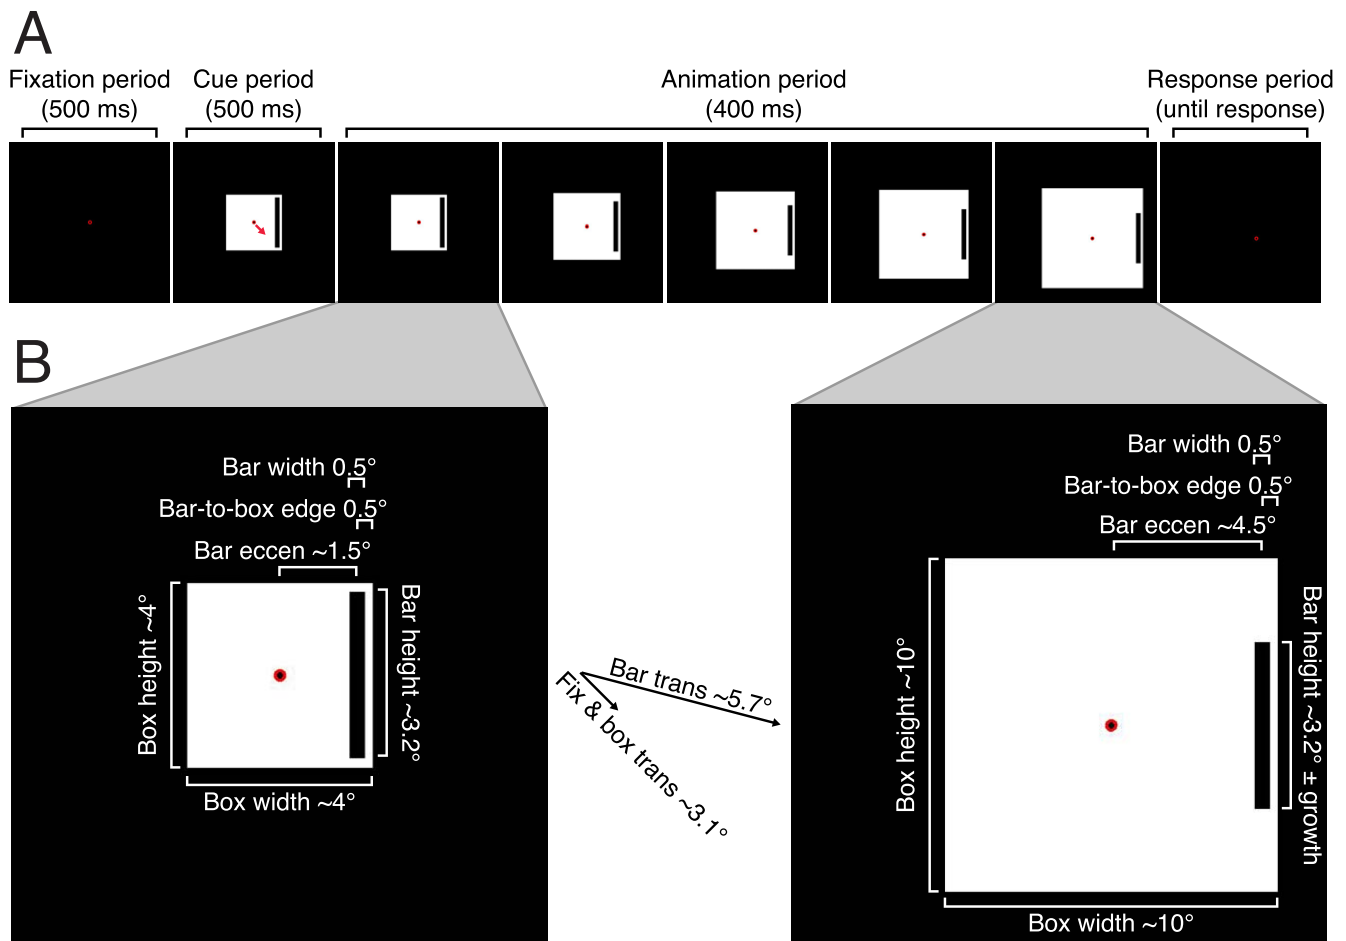 A
Fixation period
(500 ms)
Cue period
(500 ms)
Animation period
(400 ms)
Response period
(until response)
B
Bar width 0.5°
Bar-to-box edge 0.5°
Bar eccen ~1.5°
Box height ~4°
Bar height ~3.2°
Box width ~4°
Bar trans ~5.7°
Fix & box trans ~3.1°
Bar width 0.5°
Bar-to-box edge 0.5°
Bar eccen ~4.5°
Box height ~10°
Bar height ~3.2° ± growth
Box width ~10°